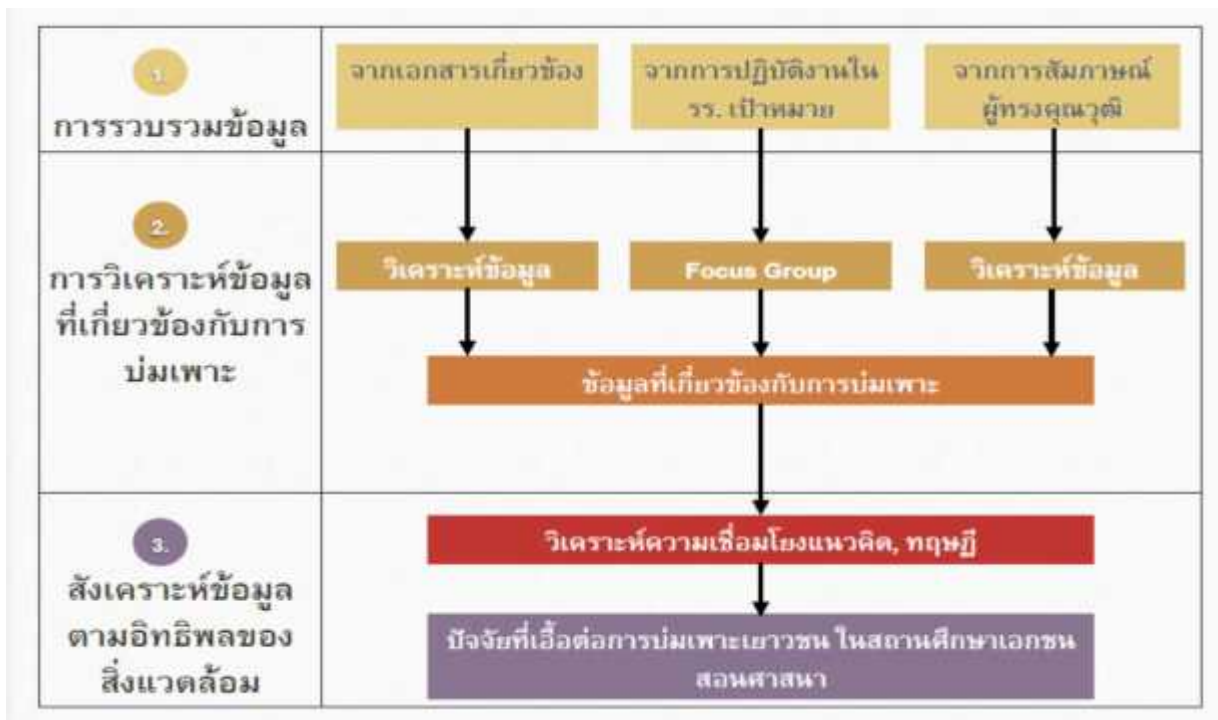 1.
การรวบรวมข้อมูล
จากเอกสารเกี่ยวข้อง
จากการปฏิบัติงานใน
รร. เป้าหมาย
จากการสัมภาษณ์
ผู้ทรงคุณวุฒิ
2.
การวิเคราะห์ข้อมูล
ที่เกี่ยวข้องกับการ
บ่มเพาะ
วิเคราะห์ข้อมูล
Focus Group
วิเคราะห์ข้อมูล
ข้อมูลที่เกี่ยวข้องกับการบ่มเพาะ
3.
สังเคราะห์ข้อมูล
ตามอิทธิพลของ
สิ่งแวดล้อม
วิเคราะห์ความเชื่อมโยงแนวคิด, ทฤษฎี
ปัจจัยที่เอื้อต่อการบ่มเพาะเยาวชน ในสถานศึกษาเอกชน
สอนศาสนา